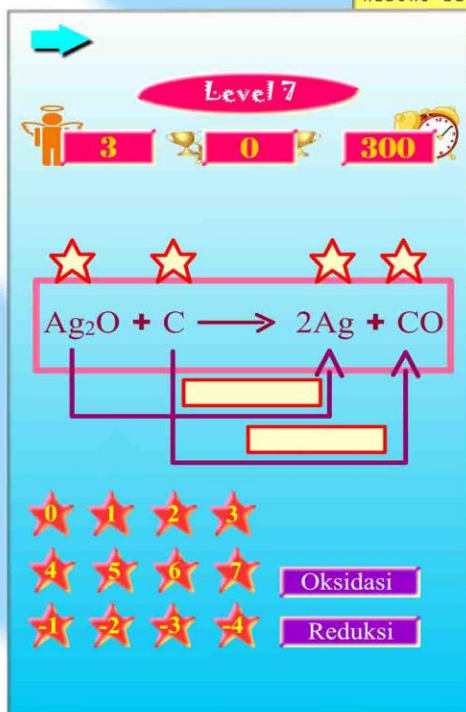 Level 7
3 0 300
Ag₂O + C ⟶ 2Ag + CO
0 1 2 3
4 5 6 7
Oksidasi
-1 -2 -3 -4
Reduksi